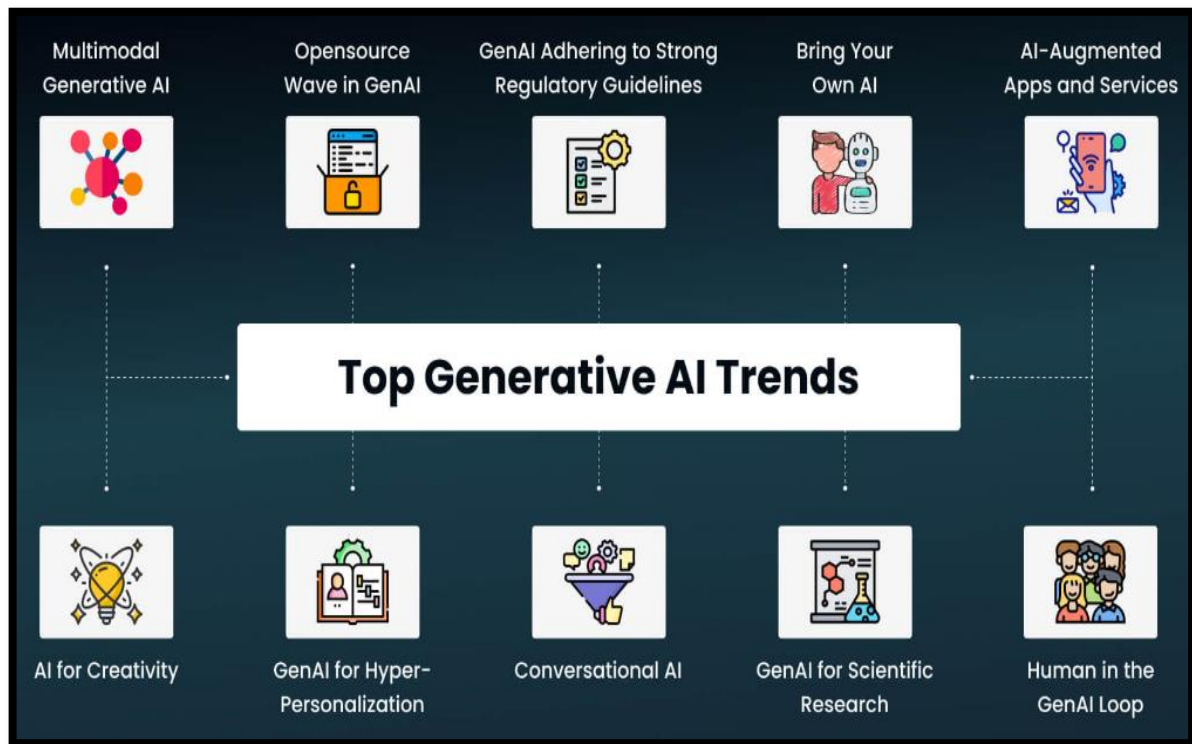 Multimodal
Generative AI
Opensource
Wave in GenAI
GenAI Adhering to Strong
Regulatory Guidelines
Bring Your
Own AI
AI-Augmented
Apps and Services
Top Generative AI Trends
AI for Creativity
GenAI for Hyper-
Personalization
Conversational AI
GenAI for Scientific
Research
Human in the
GenAI Loop